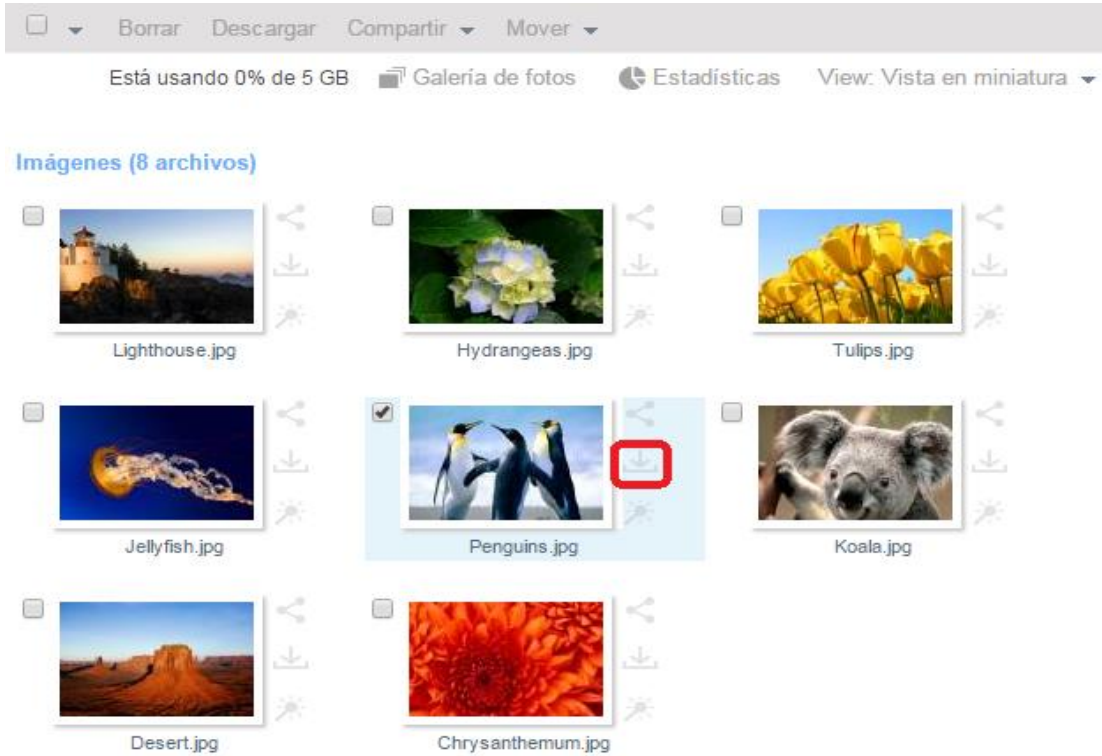 Borrar Descargar Compartir Mover
Está usando 0% de 5 GB Galería de fotos Estadísticas View: Vista en miniatura
Imágenes (8 archivos)
Lighthouse.jpg Hydrangeas.jpg Tulips.jpg
Jellyfish.jpg Penguins.jpg Koala.jpg
Desert.jpg Chrysanthemum.jpg